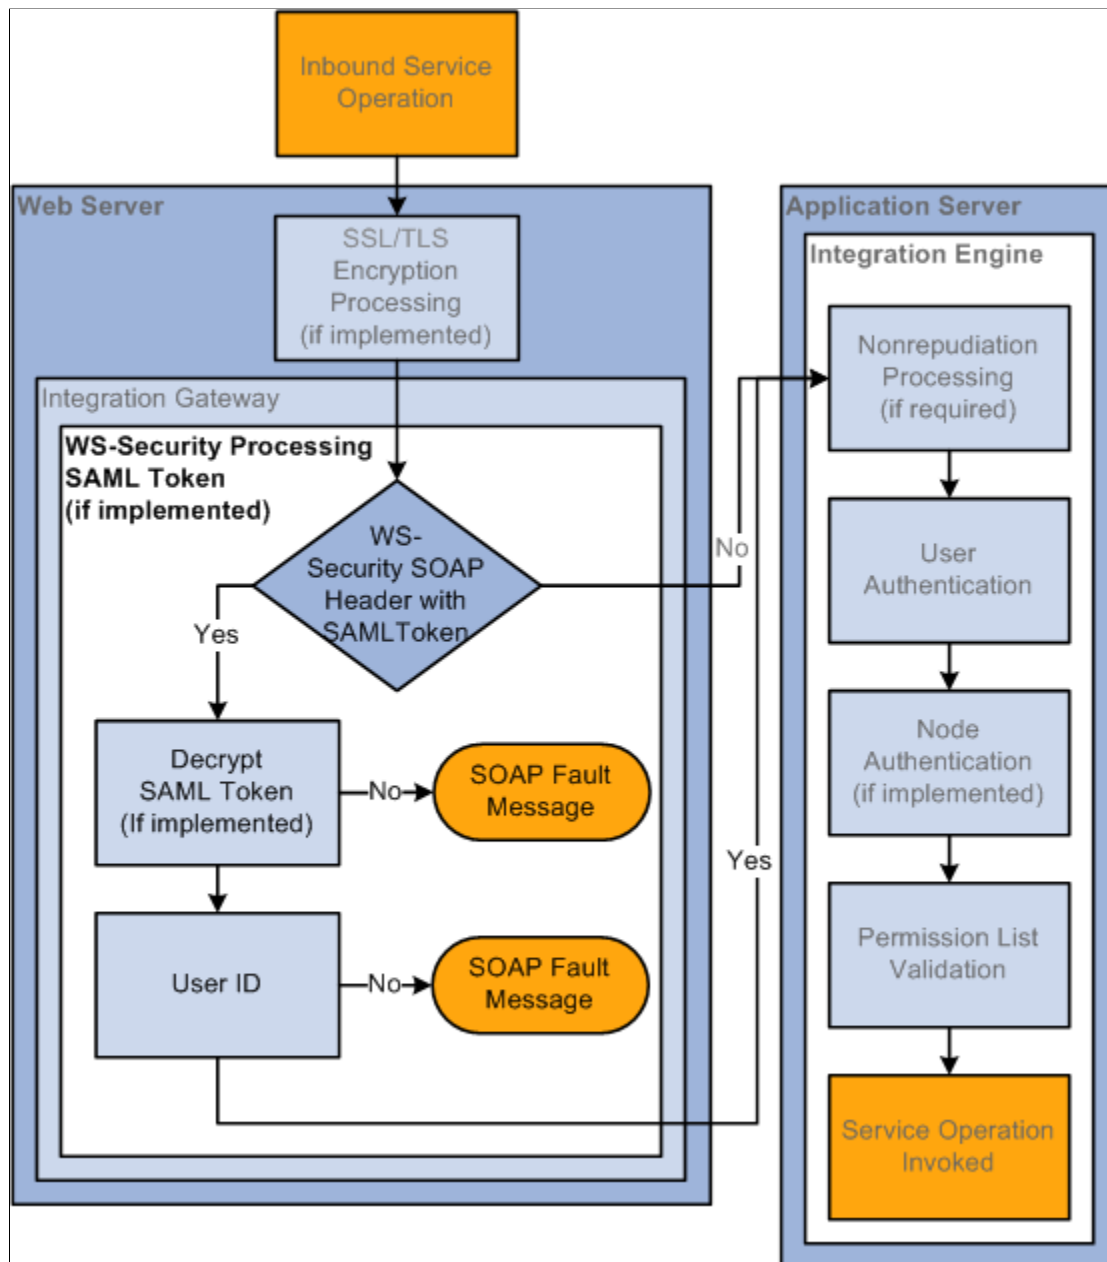 Inbound Service
Operation
Web Server
SSL/TLS
Encryption
Processing
(if implemented)
Integration Gateway
WS-Security Processing
SAML Token
(if implemented)
WS-
Security SOAP
Header with
SAMLToken
Yes
No
Decrypt
SAML Token
(If implemented)
No
SOAP Fault
Message
User ID
No
SOAP Fault
Message
Yes
Application Server
Integration Engine
Nonrepudiation
Processing
(if required)
User
Authentication
Node
Authentication
(if implemented)
Permission List
Validation
Service Operation
Invoked